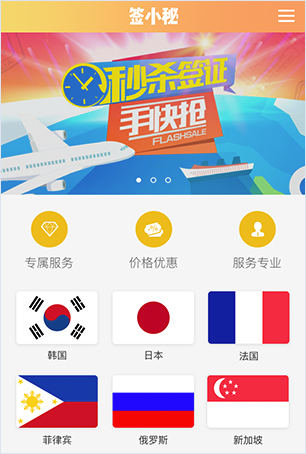 签小秘
秒杀签证
手快抢
FLASHSALE
专属服务 价格优惠 服务专业
韩国 日本 法国
菲律宾 俄罗斯 新加坡